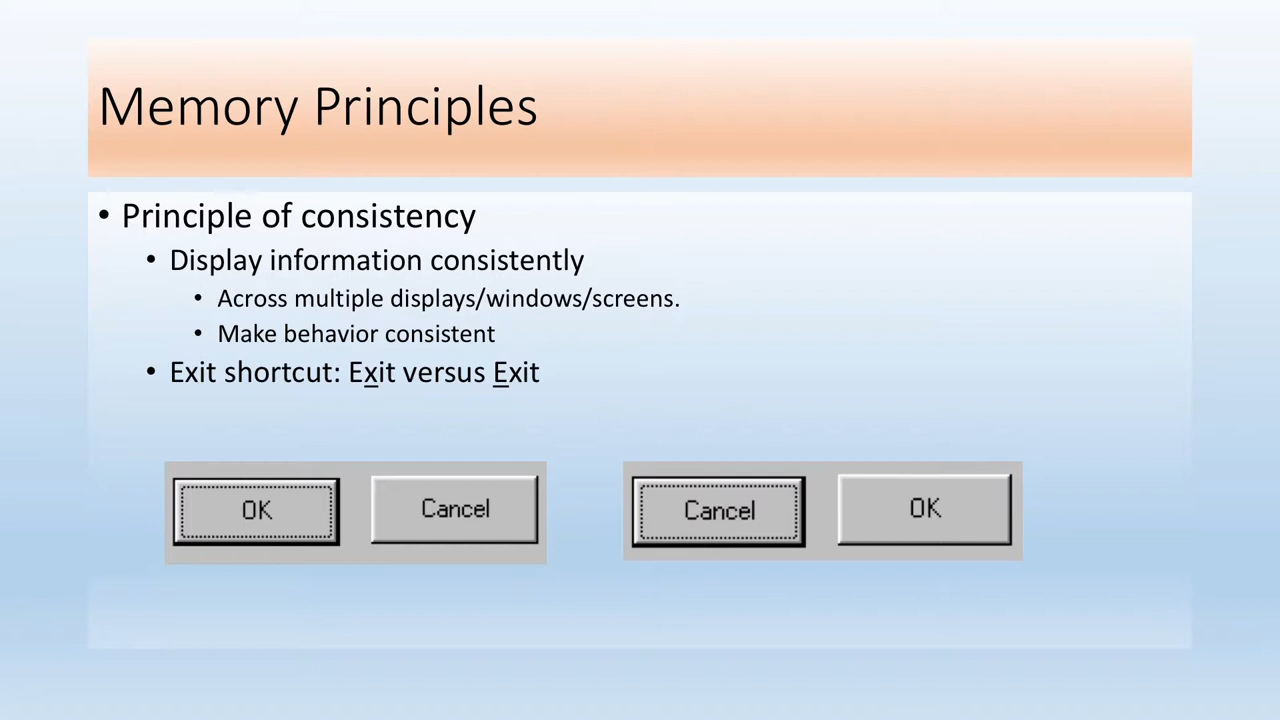 Memory Principles
• Principle of consistency
• Display information consistently
• Across multiple displays/windows/screens.
• Make behavior consistent
• Exit shortcut: Exit versus Exit
OK Cancel Cancel OK